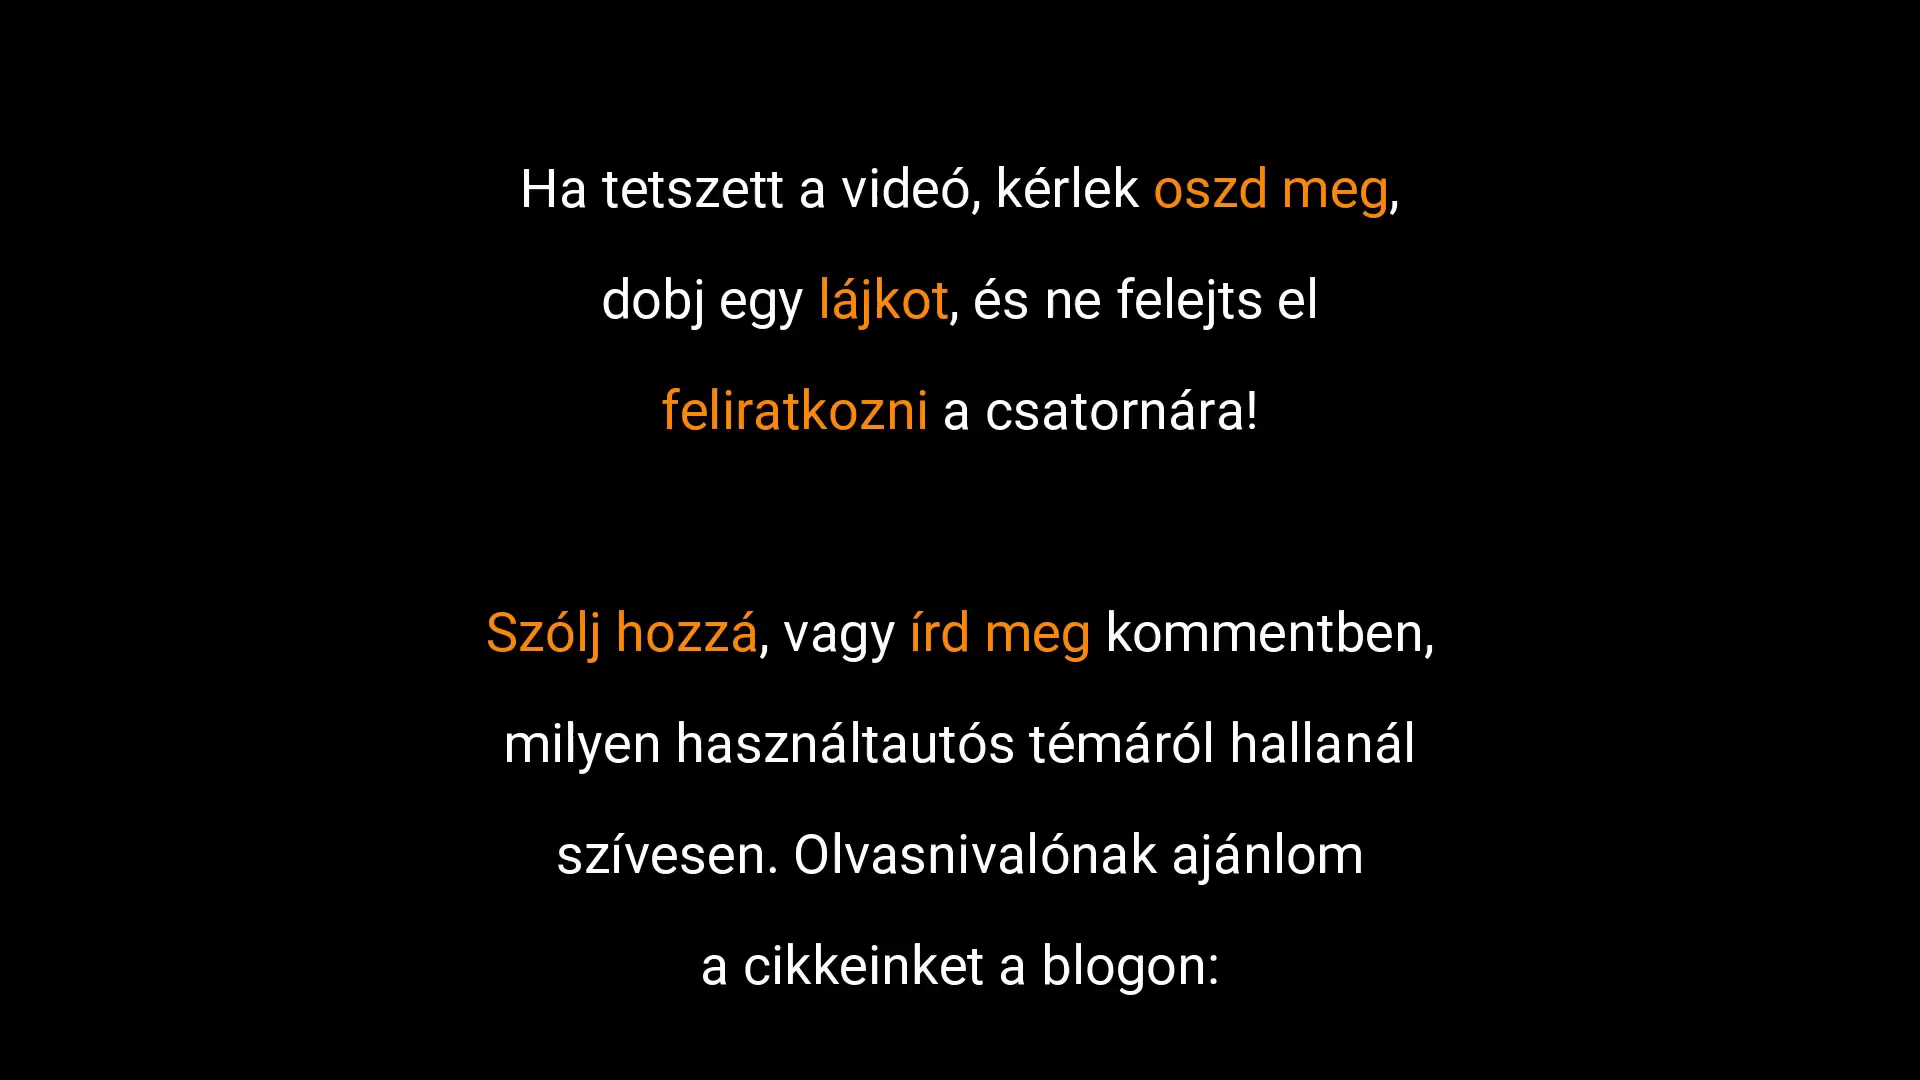 Ha tetszett a videó, kérlek oszd meg,
dobj egy lájkot, és ne felejts el
feliratkozni a csatornára!
Szólj hozzá, vagy írd meg kommentben,
milyen használtautós témáról hallanál
szívesen. Olvasnivalónak ajánlom
a cikkeinket a blogon: